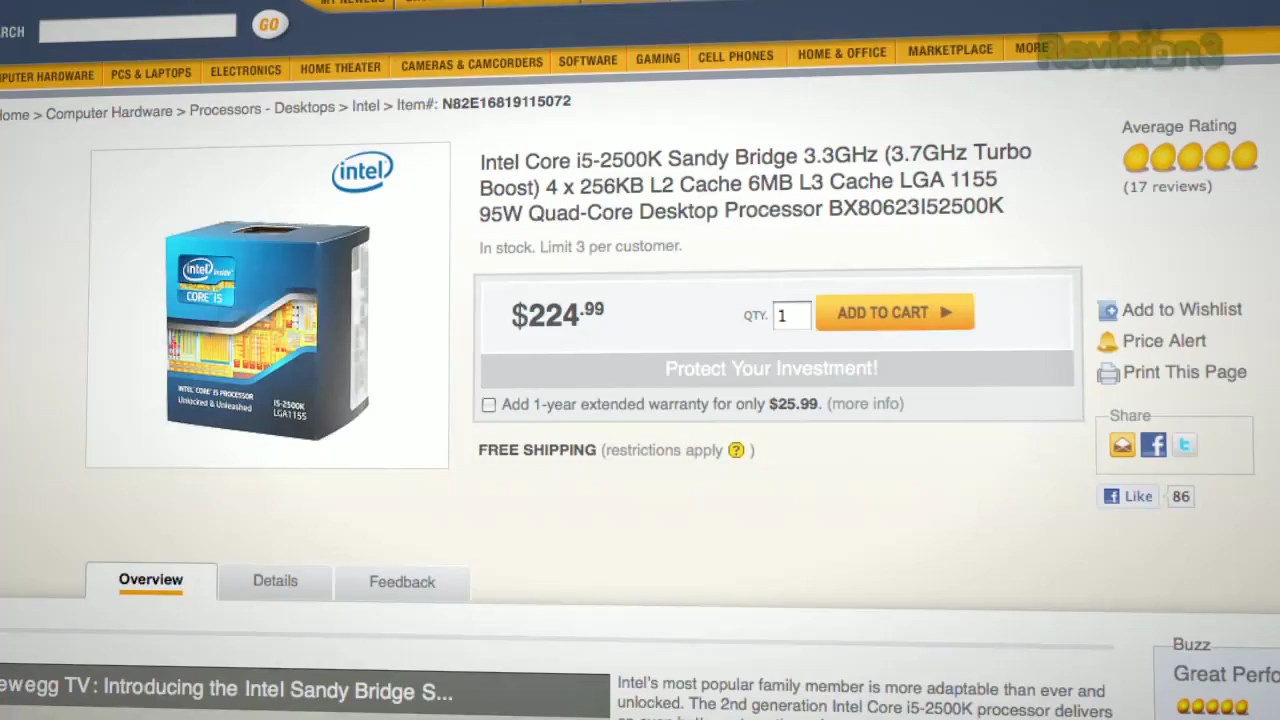 MY NEWEGG
GO
Revision3
PCS & LAPTOPS
ELECTRONICS
HOME THEATER
CAMERAS & CAMCORDERS
SOFTWARE
GAMING
CELL PHONES
HOME & OFFICE
MARKETPLACE
MORE
> Computer Hardware > Processors - Desktops > Intel > Item#: N82E16819115072
intel
intel inside
CORE i5
INTEL CORE i5 PROCESSOR
Unlocked & Unleashed
i5-2500K
LGA1155
Intel Core i5-2500K Sandy Bridge 3.3GHz (3.7GHz Turbo
Boost) 4 x 256KB L2 Cache 6MB L3 Cache LGA 1155
95W Quad-Core Desktop Processor BX80623I52500K
In stock. Limit 3 per customer.
$224.99
QTY. 1
ADD TO CART
Protect Your Investment!
Add 1-year extended warranty for only $25.99. (more info)
FREE SHIPPING (restrictions apply ? )
Average Rating
(17 reviews)
Add to Wishlist
Price Alert
Print This Page
Share
f t
f Like 86
Overview
Details
Feedback
TV: Introducing the Intel Sandy Bridge S...
Intel's most popular family member is more adaptable than ever and
unlocked. The 2nd generation Intel Core i5-2500K processor delivers
Buzz
Great